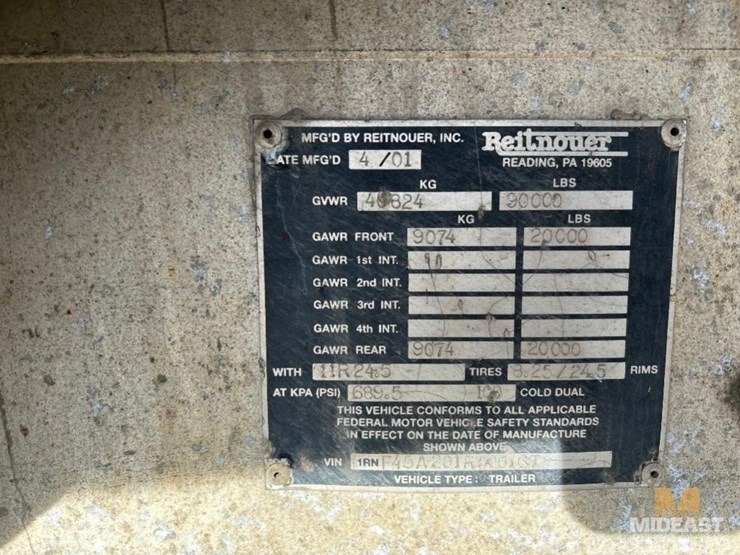 MFG'D BY REITNOUER, INC. Reitnouer
DATE MFG'D 4/01 READING, PA 19605
KG LBS
GVWR 40824 90000
KG LBS
GAWR FRONT 9074 20000
GAWR 1st INT.
GAWR 2nd INT.
GAWR 3rd INT.
GAWR 4th INT.
GAWR REAR 9074 20000
WITH 11R24.5 TIRES 8.25/24.5 RIMS
AT KPA (PSI) 689.5 100 COLD DUAL
THIS VEHICLE CONFORMS TO ALL APPLICABLE
FEDERAL MOTOR VEHICLE SAFETY STANDARDS
IN EFFECT ON THE DATE OF MANUFACTURE
SHOWN ABOVE
VIN 1RN
VEHICLE TYPE: TRAILER
M
MIDEAST